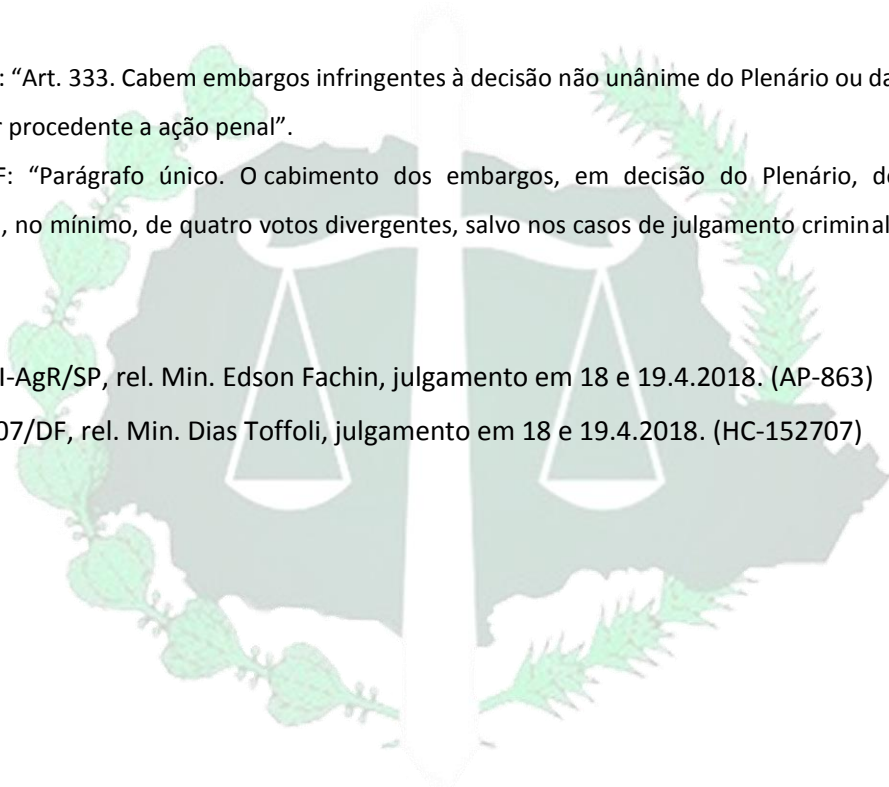 : “Art. 333. Cabem embargos infringentes à decisão não unânime do Plenário ou da
procedente a ação penal”.
F: “Parágrafo único. O cabimento dos embargos, em decisão do Plenário, de
, no mínimo, de quatro votos divergentes, salvo nos casos de julgamento criminal
I-AgR/SP, rel. Min. Edson Fachin, julgamento em 18 e 19.4.2018. (AP-863)
07/DF, rel. Min. Dias Toffoli, julgamento em 18 e 19.4.2018. (HC-152707)